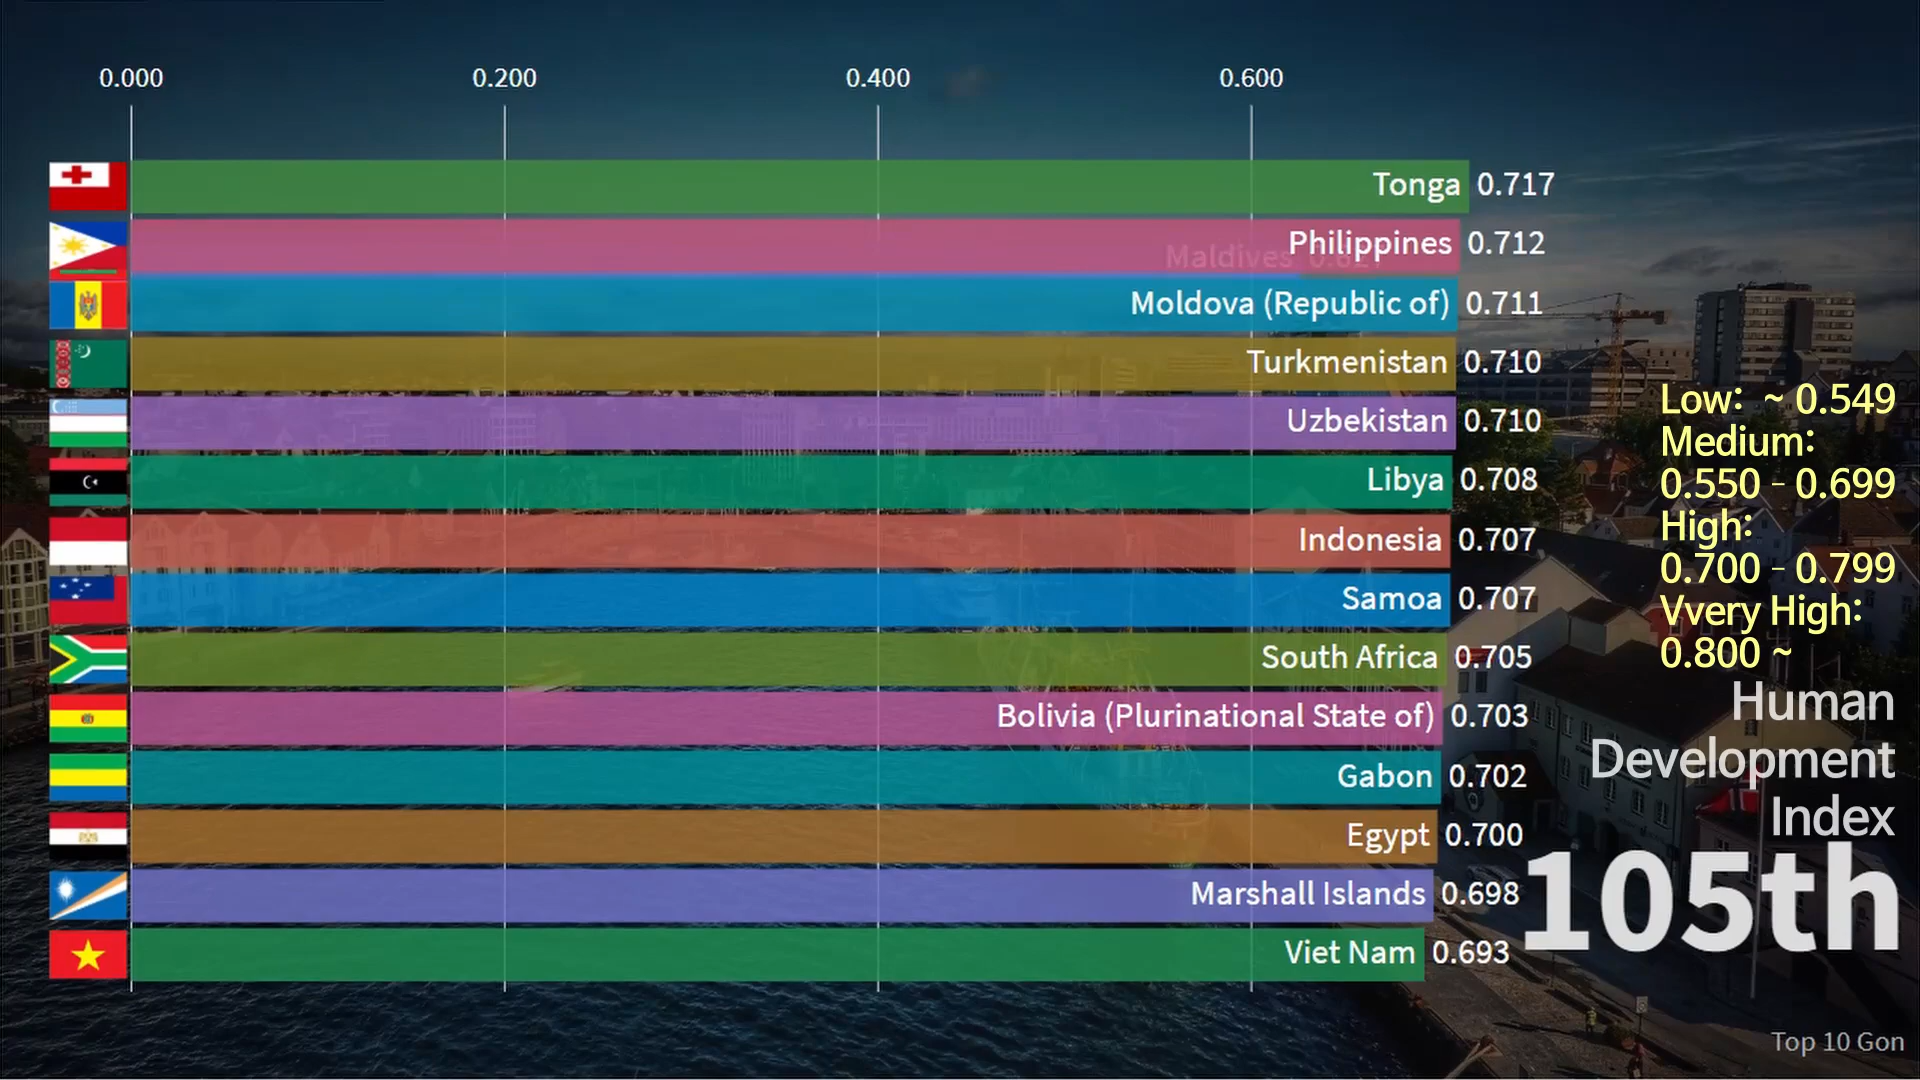 0.000 0.200 0.400 0.600
Tonga 0.717
Philippines 0.712
Maldives
Moldova (Republic of) 0.711
Turkmenistan 0.710
Uzbekistan 0.710
Libya 0.708
Indonesia 0.707
Samoa 0.707
South Africa 0.705
Bolivia (Plurinational State of) 0.703
Gabon 0.702
Egypt 0.700
Marshall Islands 0.698
Viet Nam 0.693
Low: ~ 0.549
Medium:
0.550 - 0.699
High:
0.700 - 0.799
Vvery High:
0.800 ~
Human
Development
Index
105th
Top 10 Gon